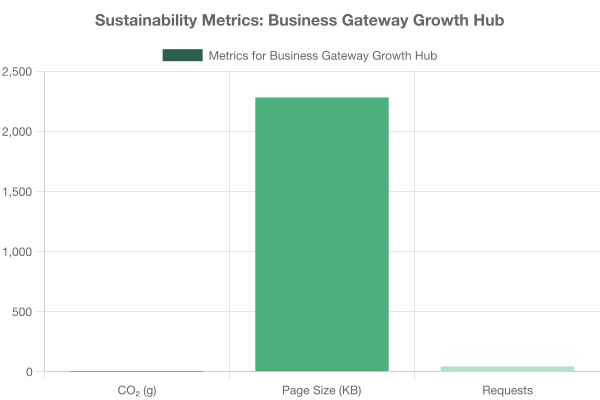 Sustainability Metrics: Business Gateway Growth Hub
Metrics for Business Gateway Growth Hub
2,500
2,000
1,500
1,000
500
0
CO₂ (g)
Page Size (KB)
Requests